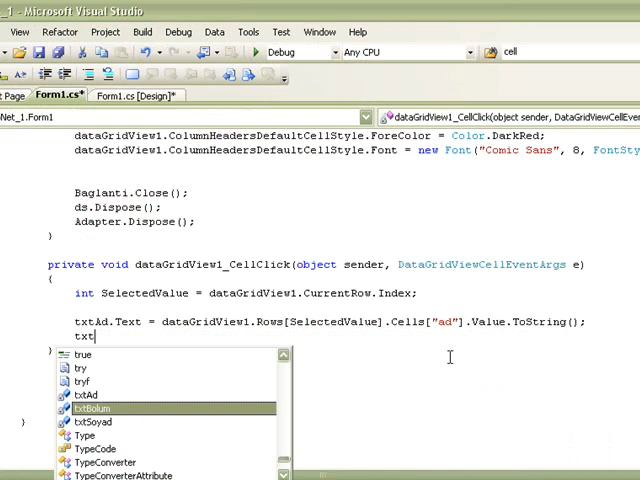 _1 - Microsoft Visual Studio
View Refactor Project Build Debug Data Tools Test Window Help
Debug Any CPU cell
t Page Form1.cs* Form1.cs [Design]*
Net_1.Form1 dataGridView1_CellClick(object sender, DataGridViewCellEven
dataGridView1.ColumnHeadersDefaultCellStyle.ForeColor = Color.DarkRed;
dataGridView1.ColumnHeadersDefaultCellStyle.Font = new Font("Comic Sans", 8, FontSty
Baglanti.Close();
ds.Dispose();
Adapter.Dispose();
}
private void dataGridView1_CellClick(object sender, DataGridViewCellEventArgs e)
{
int SelectedValue = dataGridView1.CurrentRow.Index;
txtAd.Text = dataGridView1.Rows[SelectedValue].Cells["ad"].Value.ToString();
txt
}
true
try
tryf
txtAd
txtBolum
txtSoyad
Type
TypeCode
TypeConverter
TypeConverterAttribute
}